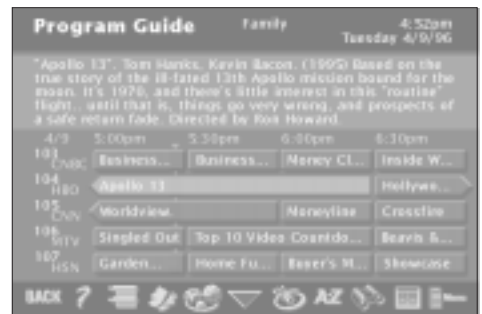 Program Guide Family 4:52pm
Tuesday 4/9/96
"Apollo 13". Tom Hanks, Kevin Bacon. (1995) Based on the
true story of the ill-fated 13th Apollo mission bound for the
moon. It's 1970, and there's little interest in this "routine"
flight.. until that is, things go very wrong, and prospects of
a safe return fade. Directed by Ron Howard.
4/9 5:00pm 5:30pm 6:00pm 6:30pm
103 CNBC Business... Business... Money Cl... Inside W...
104 HBO Apollo 13 Hollywo...
105 CNN Worldview. Moneyline Crossfire
106 Singled Out Top 10 Video Countdo... Beavis &...
107 HSN Garden... Home Fu... Buyer's M... Showcase
BACK ? A-Z